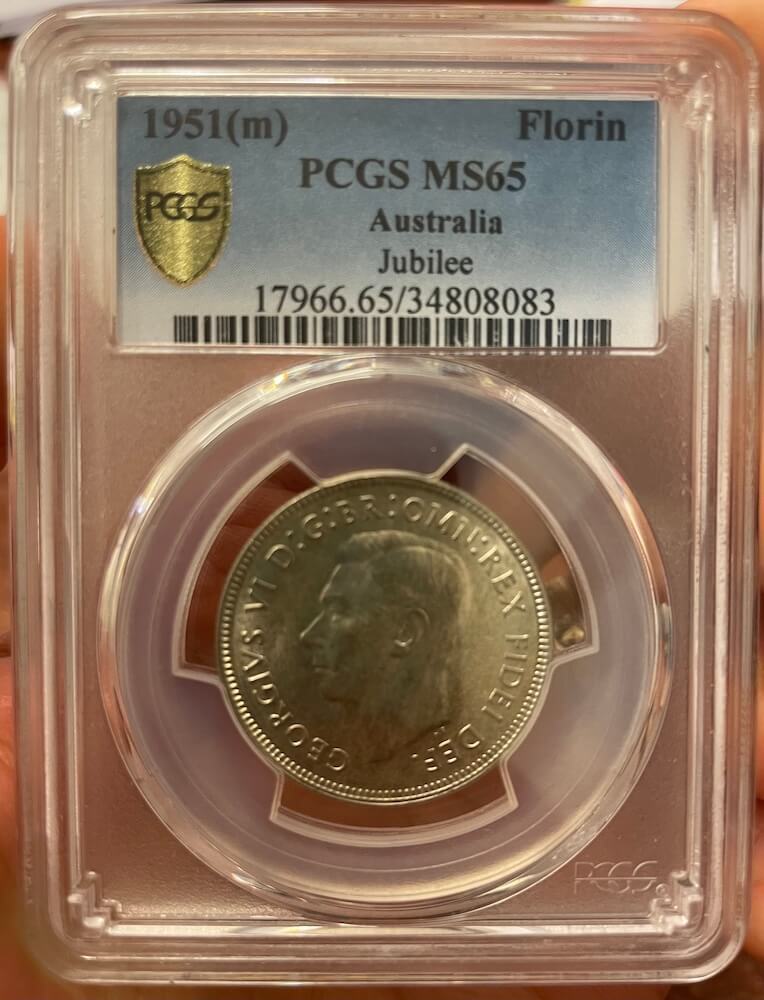 1951(m) Florin
PCGS MS65
PCGS
Australia
Jubilee
17966.65/34808083
GEORGIVS VI D:G:BR:OMN:REX FIDEI DEF.
PCGS